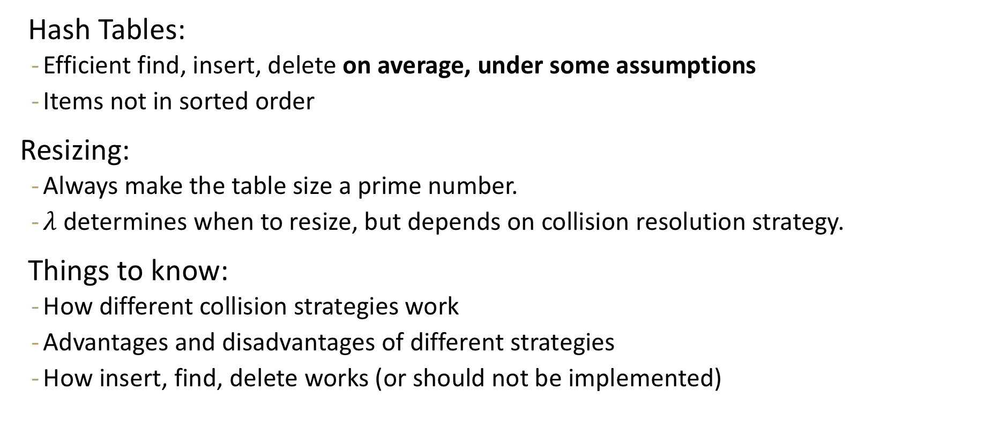 Hash Tables:
- Efficient find, insert, delete on average, under some assumptions
- Items not in sorted order
Resizing:
- Always make the table size a prime number.
- λ determines when to resize, but depends on collision resolution strategy.
Things to know:
- How different collision strategies work
- Advantages and disadvantages of different strategies
- How insert, find, delete works (or should not be implemented)